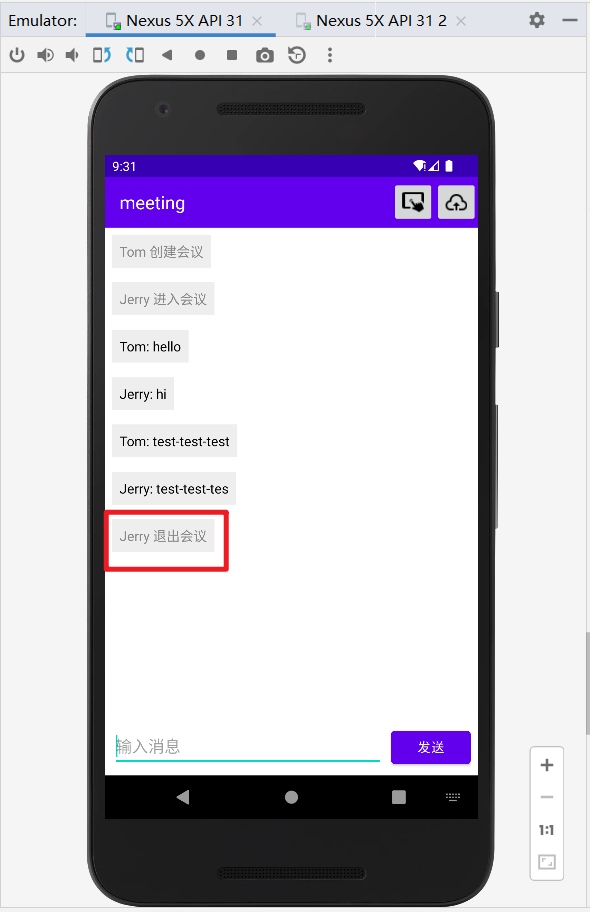 Emulator: Nexus 5X API 31 Nexus 5X API 31 2
9:31
meeting
Tom 创建会议
Jerry 进入会议
Tom: hello
Jerry: hi
Tom: test-test-test
Jerry: test-test-tes
Jerry 退出会议
输入消息 发送
1:1